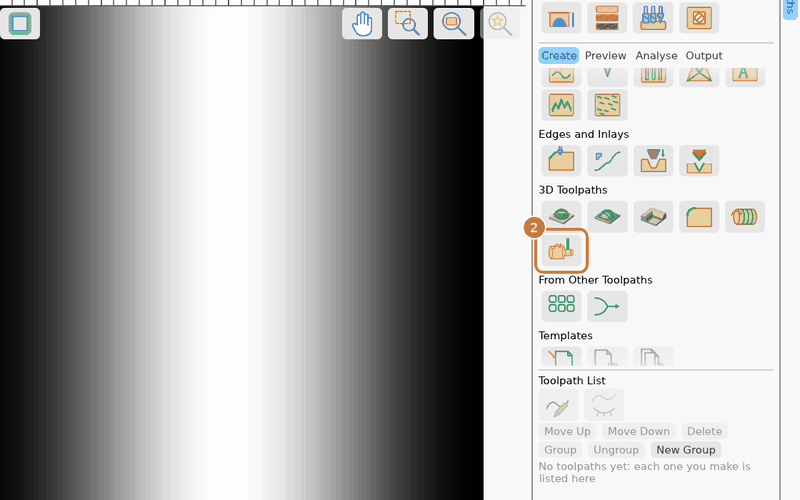 hs
Create Preview Analyse Output
Edges and Inlays
3D Toolpaths
2
From Other Toolpaths
Templates
Toolpath List
Move Up Move Down Delete
Group Ungroup New Group
No toolpaths yet: each one you make is
listed here